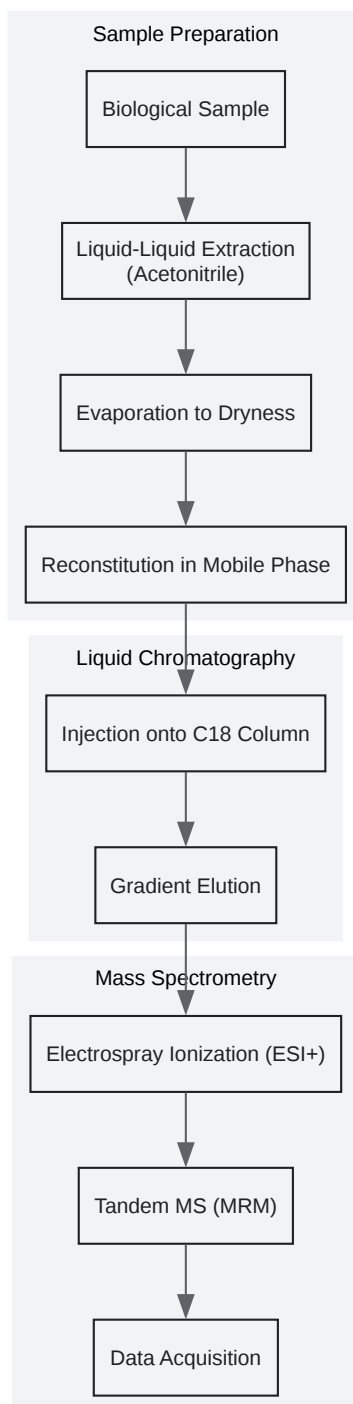 Sample Preparation
Biological Sample
Liquid-Liquid Extraction
(Acetonitrile)
Evaporation to Dryness
Reconstitution in Mobile Phase
Liquid Chromatography
Injection onto C18 Column
Gradient Elution
Mass Spectrometry
Electrospray Ionization (ESI+)
Tandem MS (MRM)
Data Acquisition